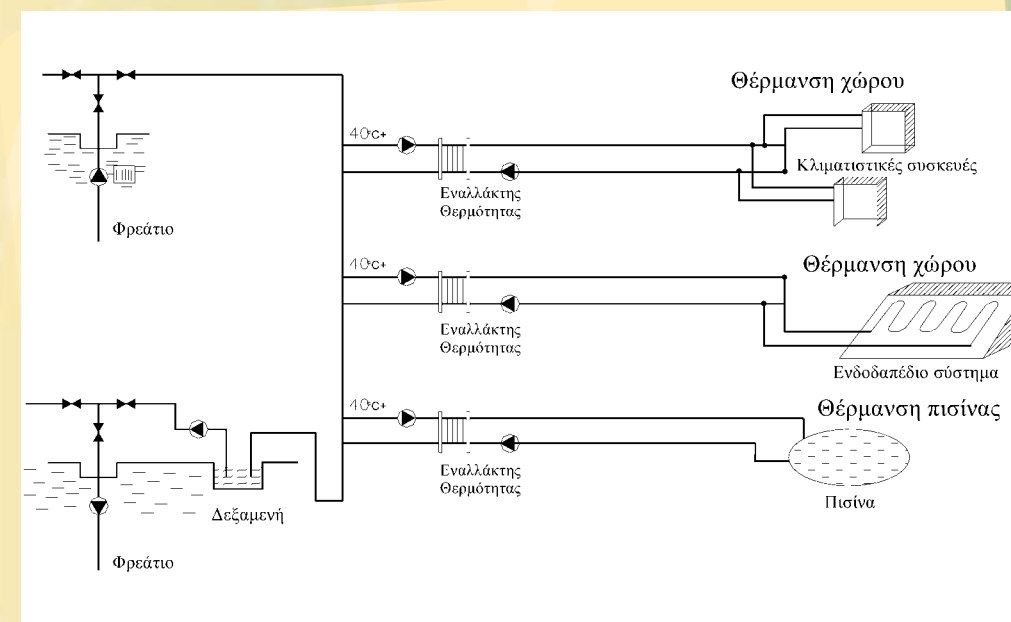 Θέρμανση χώρου
40°C+
Κλιματιστικές συσκευές
Εναλλάκτης
Θερμότητας
Φρεάτιο
Θέρμανση χώρου
40°C+
Εναλλάκτης
Θερμότητας
Ενδοδαπέδιο σύστημα
40°C+
Θέρμανση πισίνας
Εναλλάκτης
Θερμότητας
Πισίνα
Δεξαμενή
Φρεάτιο